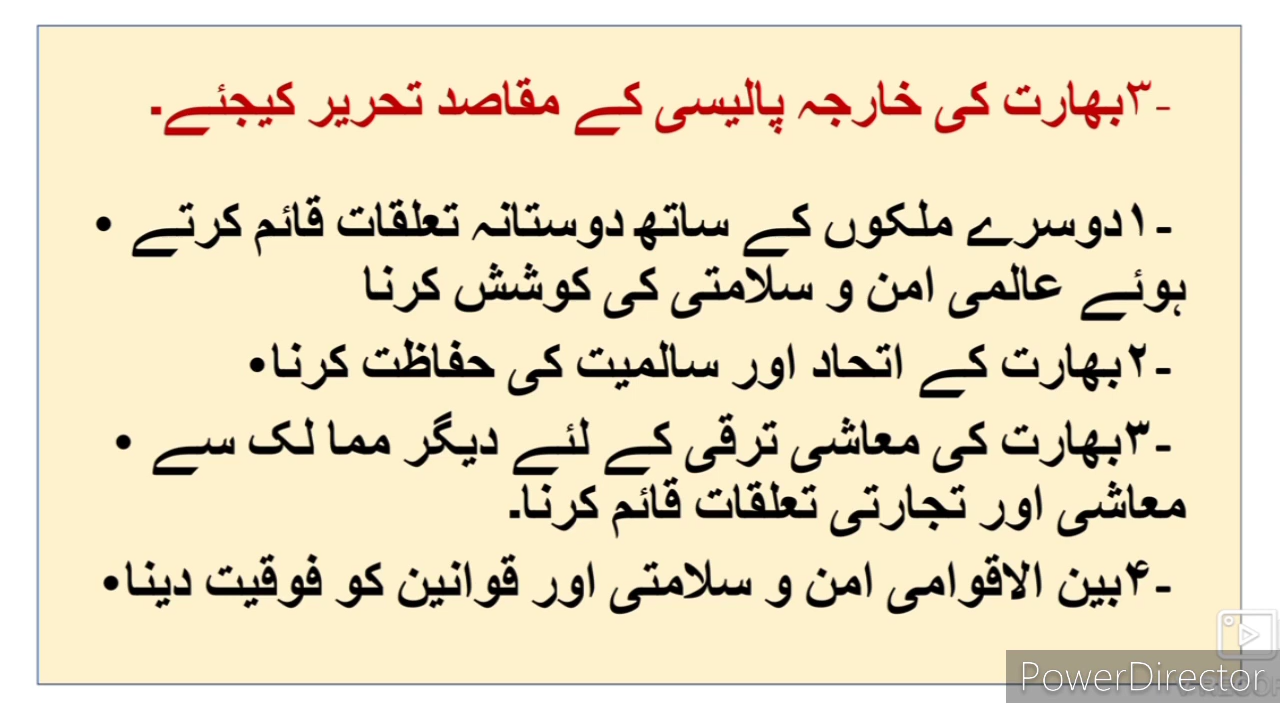 ۳۔بھارت کی خارجہ پالیسی کے مقاصد تحریر کیجئے۔
• ۱۔دوسرے ملکوں کے ساتھ دوستانہ تعلقات قائم کرتے
ہوئے عالمی امن و سلامتی کی کوشش کرنا
•۲۔بھارت کے اتحاد اور سالمیت کی حفاظت کرنا
• ۳۔بھارت کی معاشی ترقی کے لئے دیگر مما لک سے
معاشی اور تجارتی تعلقات قائم کرنا۔
•۴۔بین الاقوامی امن و سلامتی اور قوانین کو فوقیت دینا
PowerDirector